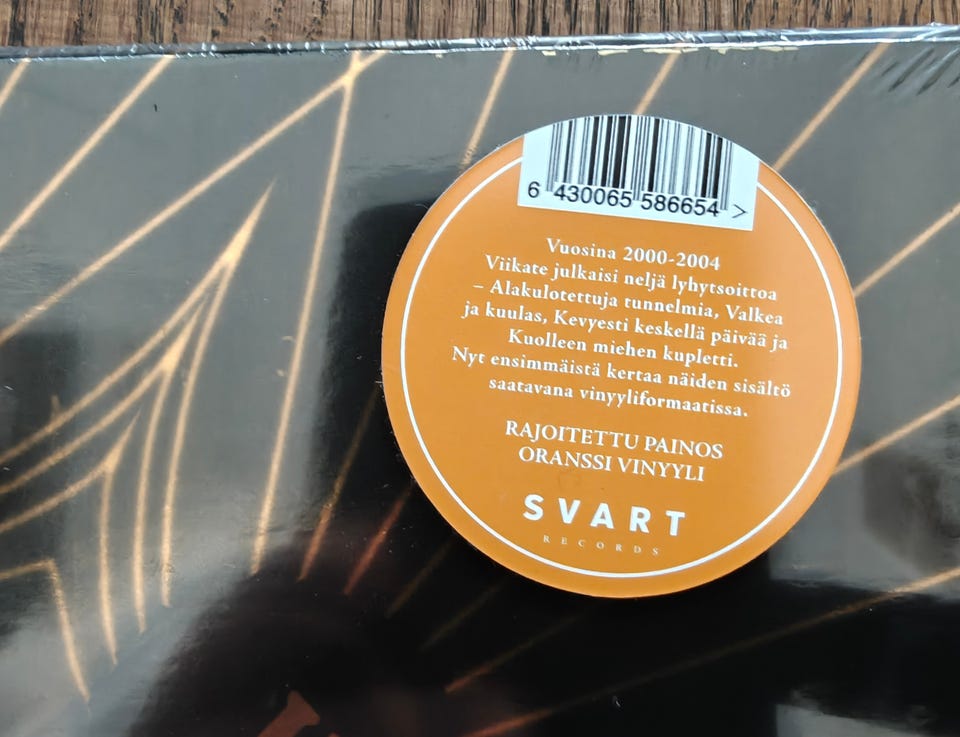 6 430065 586654 >
Vuosina 2000-2004
Viikate julkaisi neljä lyhytsoittoa
– Alakulotettuja tunnelmia, Valkea
ja kuulas, Kevyesti keskellä päivää ja
Kuolleen miehen kupletti.
Nyt ensimmäistä kertaa näiden sisältö
saatavana vinyyliformaatissa.
RAJOITETTU PAINOS
ORANSSI VINYYLI
SVART
RECORDS